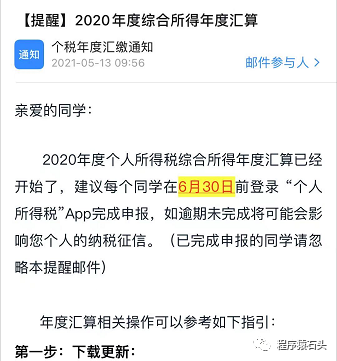 【提醒】2020年度综合所得年度汇算
通知
个税年度汇缴通知
2021-05-13 09:56
邮件参与人 >
亲爱的同学：
2020年度个人所得税综合所得年度汇算已经
开始了，建议每个同学在6月30日前登录 “个人
所得税”App完成申报，如逾期未完成将可能会影
响您个人的纳税征信。（已完成申报的同学请忽
略本提醒邮件）
年度汇算相关操作可以参考如下指引：
程序猿石头
第一步：下载更新：